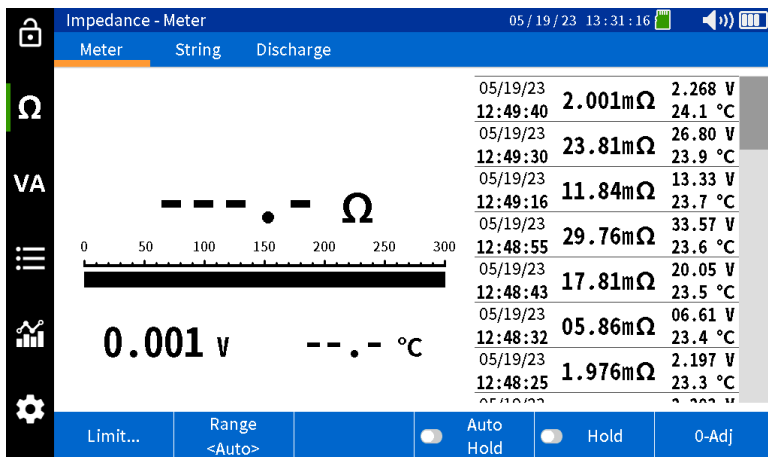 Impedance - Meter 05/19/23 13:31:16
Meter String Discharge
Ω
VA
---.- Ω
0 50 100 150 200 250 300
0.001 V --.- °C
05/19/23 12:49:40 2.001mΩ 2.268 V 24.1 °C
05/19/23 12:49:30 23.81mΩ 26.80 V 23.9 °C
05/19/23 12:49:16 11.84mΩ 13.33 V 23.7 °C
05/19/23 12:48:55 29.76mΩ 33.57 V 23.6 °C
05/19/23 12:48:43 17.81mΩ 20.05 V 23.5 °C
05/19/23 12:48:32 05.86mΩ 06.61 V 23.4 °C
05/19/23 12:48:25 1.976mΩ 2.197 V 23.3 °C
Limit...
Range
<Auto>
Auto
Hold
Hold
0-Adj